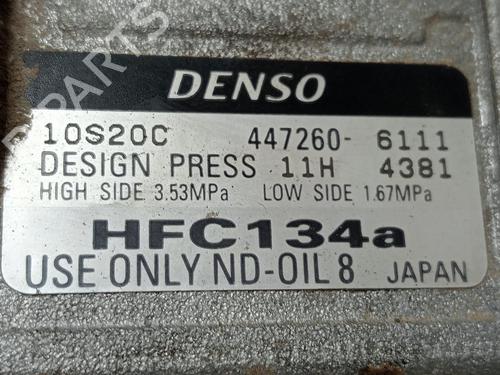 DENSO
10S20C 447260- 6111
DESIGN PRESS 11H 4381
HIGH SIDE 3.53MPa LOW SIDE 1.67MPa
HFC134a
USE ONLY ND-OIL 8 JAPAN